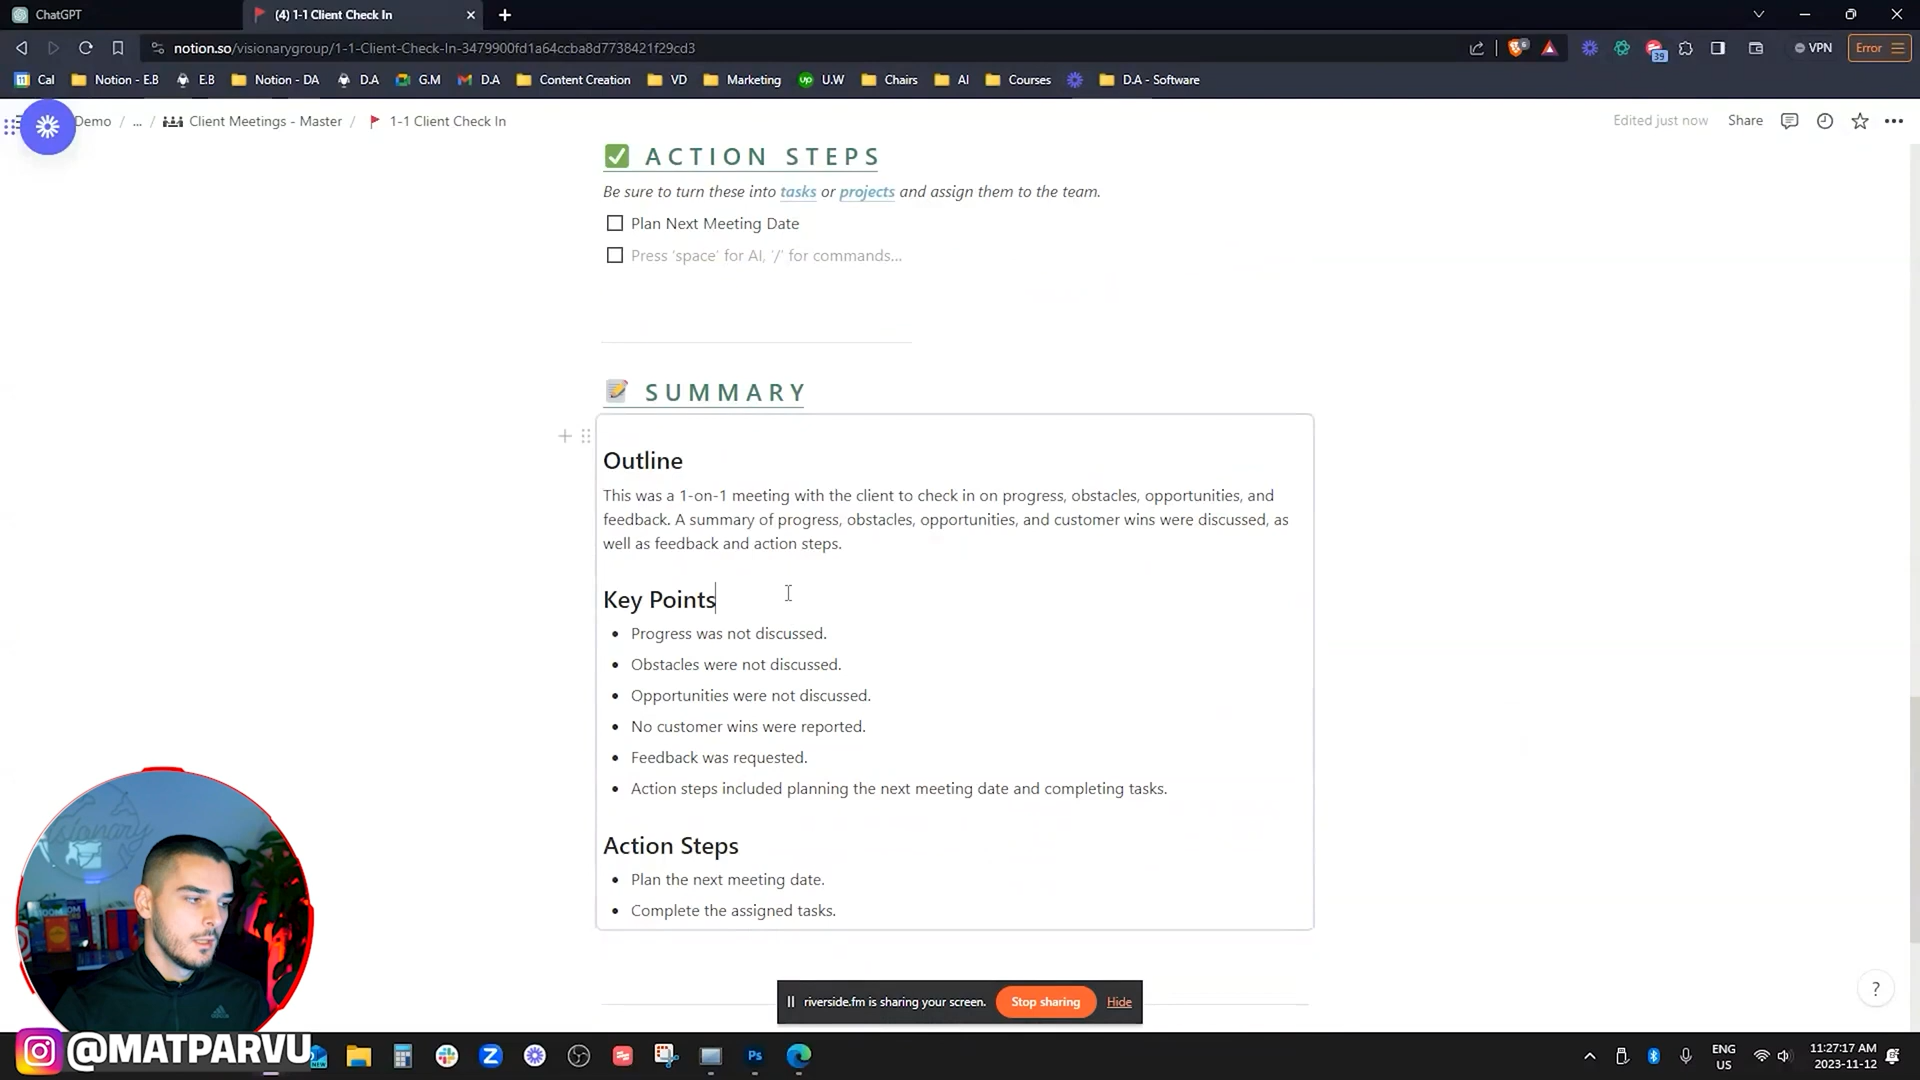 ChatGPT
(4) 1-1 Client Check In
notion.so/visionarygroup/1-1-Client-Check-In-3479900fd1a64ccba8d7738421f29cd3
VPN
Error
39
Cal
Notion - E.B
E.B
Notion - DA
D.A
G.M
D.A
Content Creation
VD
Marketing
U.W
Chairs
AI
Courses
D.A - Software
Demo / ... / Client Meetings - Master / 1-1 Client Check In
Edited just now
Share
ACTION STEPS
Be sure to turn these into tasks or projects and assign them to the team.
Plan Next Meeting Date
Press 'space' for AI, '/' for commands...
SUMMARY
Outline
This was a 1-on-1 meeting with the client to check in on progress, obstacles, opportunities, and
feedback. A summary of progress, obstacles, opportunities, and customer wins were discussed, as
well as feedback and action steps.
Key Points
Progress was not discussed.
Obstacles were not discussed.
Opportunities were not discussed.
No customer wins were reported.
Feedback was requested.
Action steps included planning the next meeting date and completing tasks.
Action Steps
Plan the next meeting date.
Complete the assigned tasks.
riverside.fm is sharing your screen.
Stop sharing
Hide
?
@MATPARVU
ENG
US
11:27:17 AM
2023-11-12